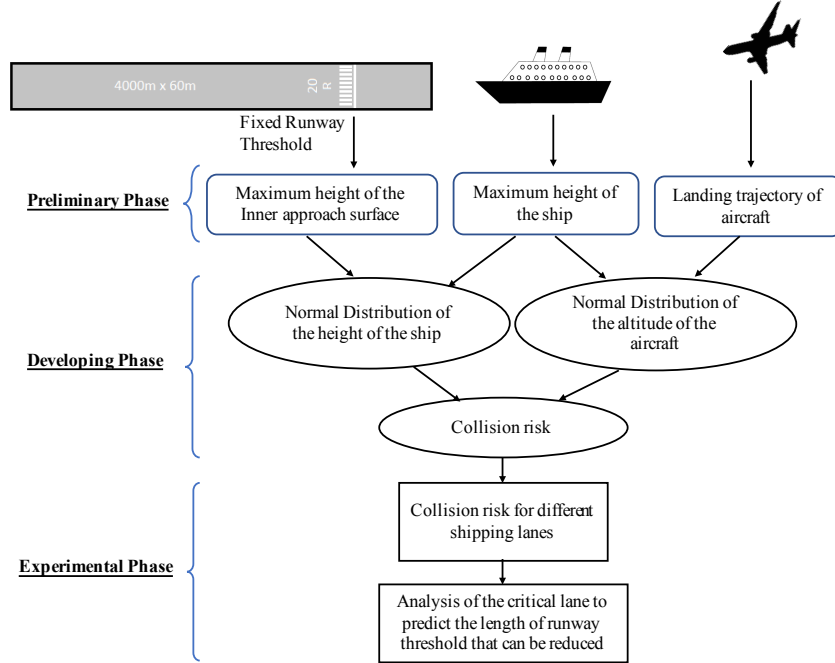 4000m x 60m
20
R
Fixed Runway
Threshold
Preliminary Phase
Maximum height of the
Inner approach surface
Maximum height of
the ship
Landing trajectory of
aircraft
Developing Phase
Normal Distribution of
the height of the ship
Normal Distribution of
the altitude of the
aircraft
Collision risk
Experimental Phase
Collision risk for different
shipping lanes
Analysis of the critical lane to
predict the length of runway
threshold that can be reduced